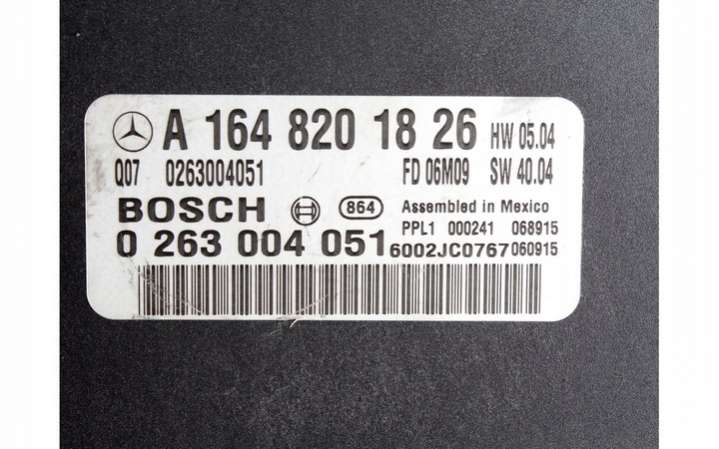 A 164 820 18 26 HW 05.04
Q07 0263004051 FD 06M09 SW 40.04
BOSCH 864 Assembled in Mexico
PPL1 000241 068915
0 263 004 051 6002JC0767 060915